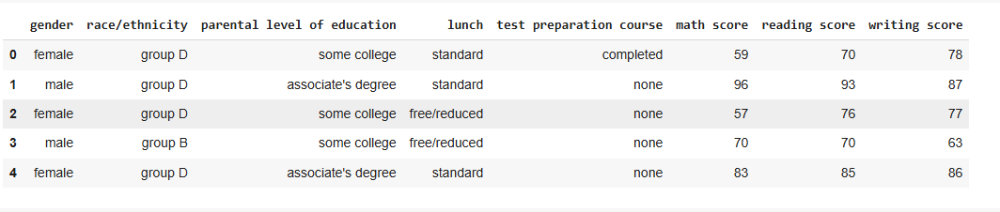 gender race/ethnicity parental level of education lunch test preparation course math score reading score writing score
0 female group D some college standard completed 59 70 78
1 male group D associate's degree standard none 96 93 87
2 female group D some college free/reduced none 57 76 77
3 male group B some college free/reduced none 70 70 63
4 female group D associate's degree standard none 83 85 86